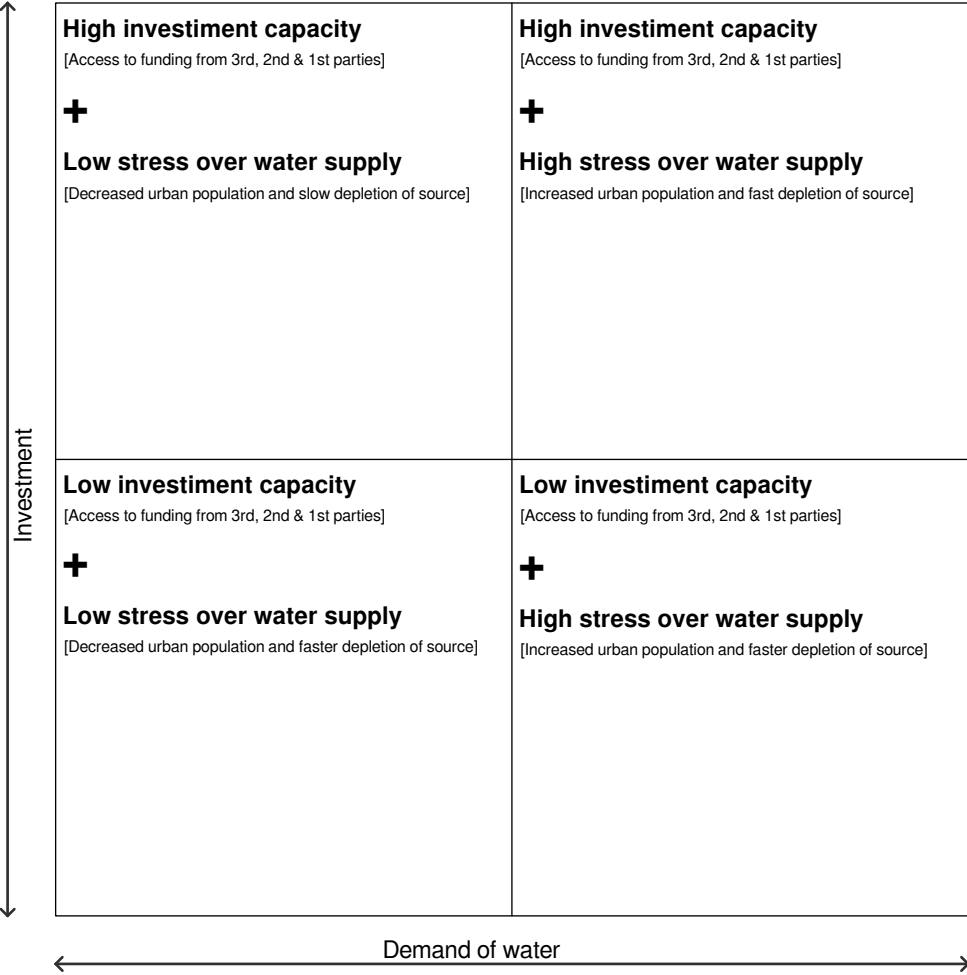 High investiment capacity
[Access to funding from 3rd, 2nd & 1st parties]
+
Low stress over water supply
[Decreased urban population and slow depletion of source]
High investiment capacity
[Access to funding from 3rd, 2nd & 1st parties]
+
High stress over water supply
[Increased urban population and fast depletion of source]
Investment
Low investiment capacity
[Access to funding from 3rd, 2nd & 1st parties]
+
Low stress over water supply
[Decreased urban population and faster depletion of source]
Low investiment capacity
[Access to funding from 3rd, 2nd & 1st parties]
+
High stress over water supply
[Increased urban population and faster depletion of source]
Demand of water